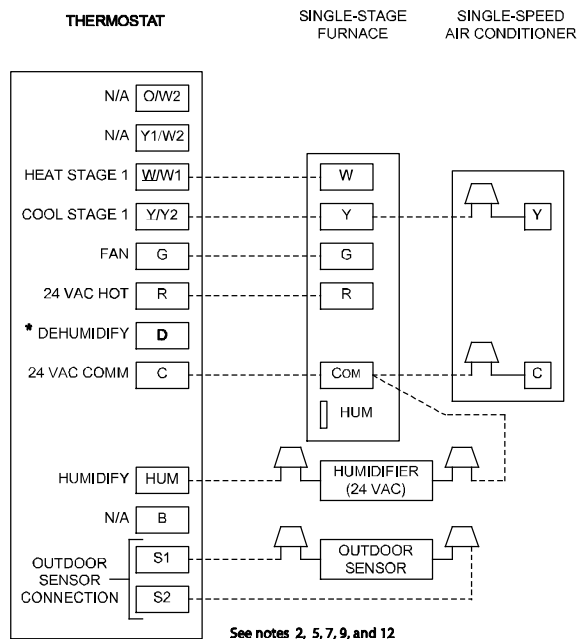 THERMOSTAT
SINGLE-STAGE
FURNACE
SINGLE-SPEED
AIR CONDITIONER
N/A O/W2
N/A Y1/W2
HEAT STAGE 1 W/W1 W
COOL STAGE 1 Y/Y2 Y Y
FAN G G
24 VAC HOT R R
* DEHUMIDIFY D
24 VAC COMM C COM C
HUM
HUMIDIFY HUM
HUMIDIFIER
(24 VAC)
N/A B
OUTDOOR
SENSOR
CONNECTION
S1
S2
OUTDOOR
SENSOR
See notes 2, 5, 7, 9, and 12